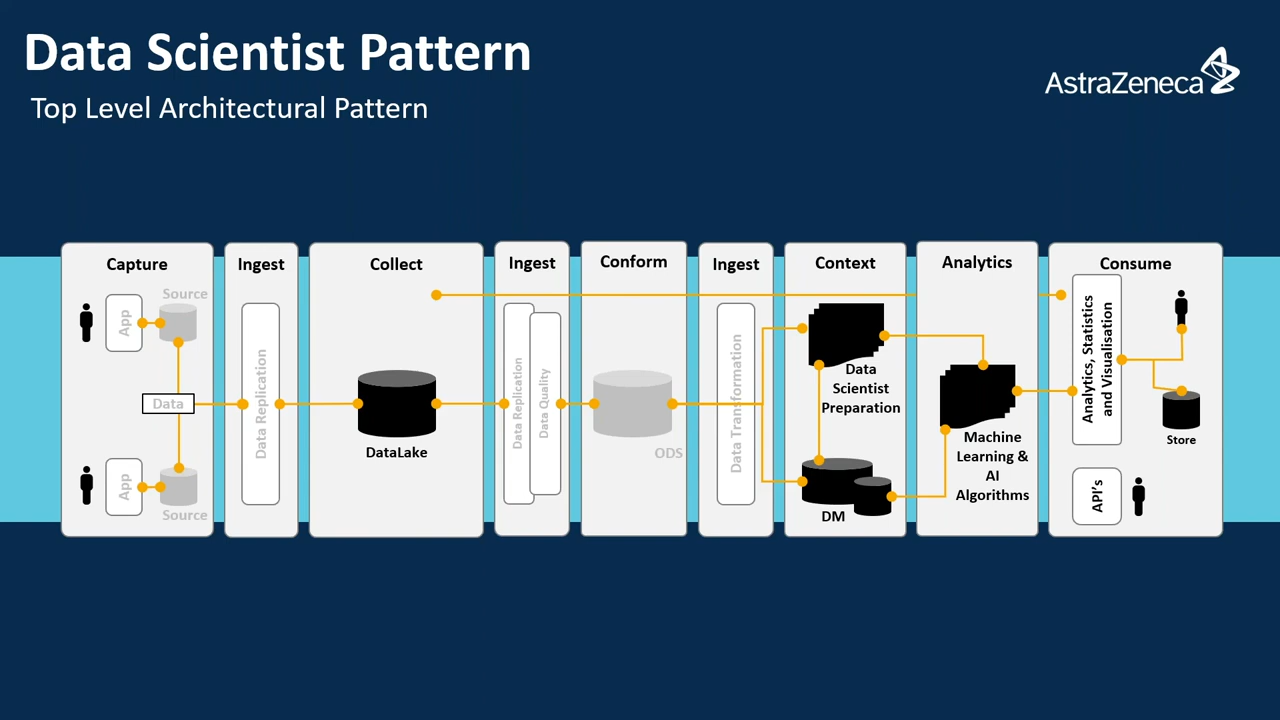 Data Scientist Pattern
Top Level Architectural Pattern
AstraZeneca
Capture
Source
App
Data
App
Source
Ingest
Data Replication
Collect
DataLake
Ingest
Data Replication
Data Quality
Conform
ODS
Ingest
Data Transformation
Context
Data
Scientist
Preparation
DM
Analytics
Machine
Learning &
AI
Algorithms
Consume
Analytics, Statistics
and Visualisation
Store
API's